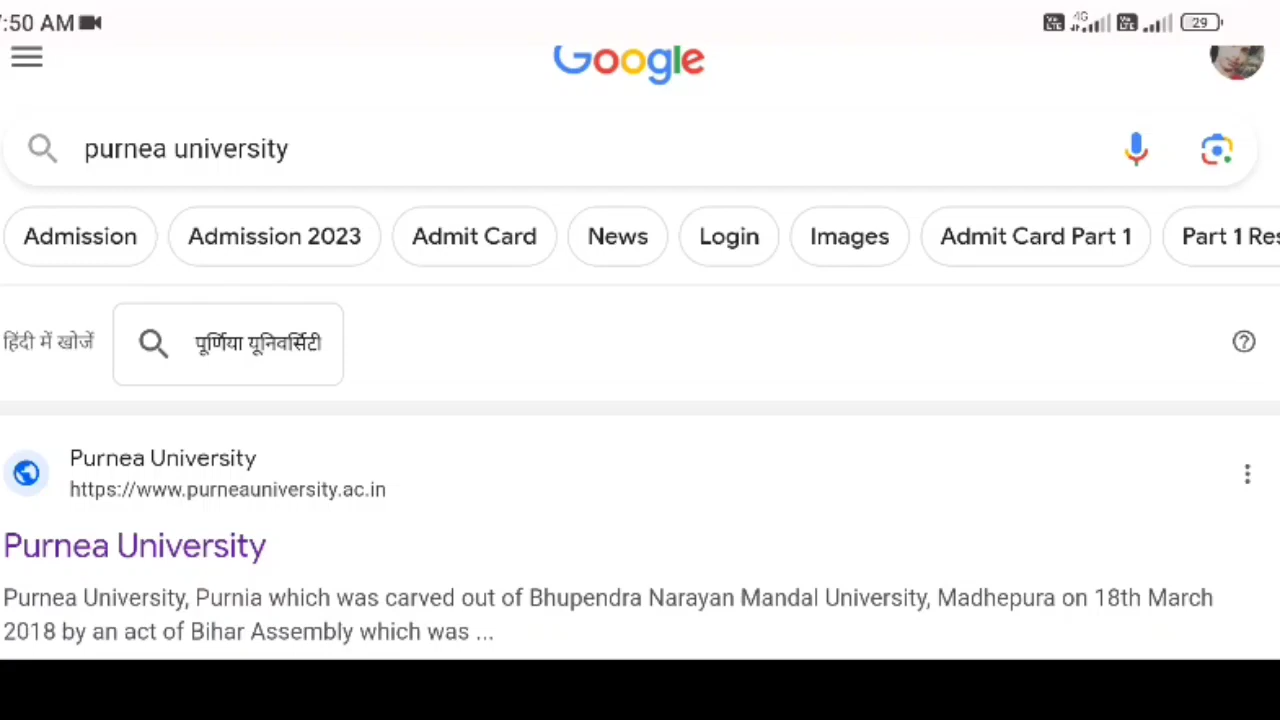 :50 AM
4G
29
Google
purnea university
Admission
Admission 2023
Admit Card
News
Login
Images
Admit Card Part 1
Part 1 Res
हिंदी में खोजें
पूर्णिया यूनिवर्सिटी
Purnea University
https://www.purneauniversity.ac.in
Purnea University
Purnea University, Purnia which was carved out of Bhupendra Narayan Mandal University, Madhepura on 18th March
2018 by an act of Bihar Assembly which was ...